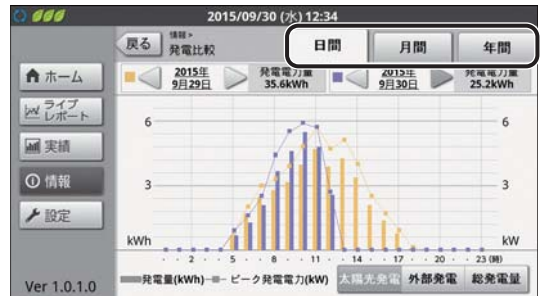 2015/09/30 (水) 12:34
戻る
情報>
発電比較
日間
月間
年間
ホーム
ライブ
レポート
実績
情報
設定
Ver 1.0.1.0
2015年
9月29日
発電電力量
35.6kWh
2015年
9月30日
発電電力量
25.2kWh
6
3
kWh
6
3
kW
2 5 8 11 14 17 20 23 (時)
発電量(kWh)
ピーク発電電力(kW)
太陽光発電
外部発電
総発電量